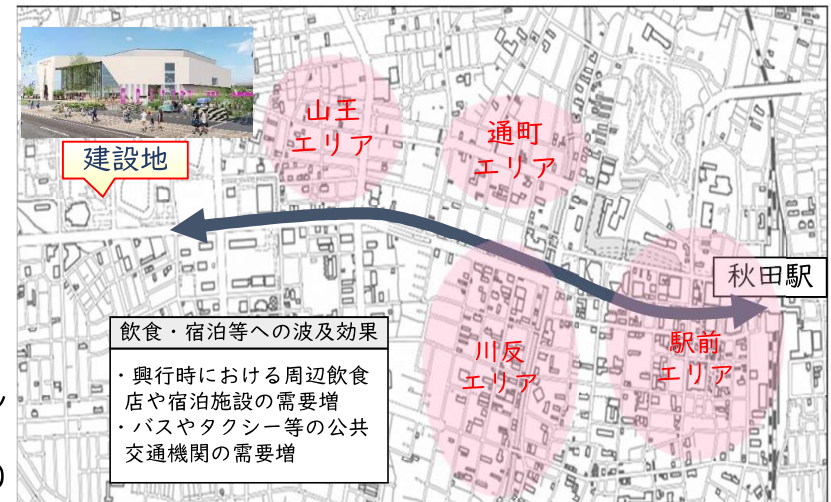 山王
エリア
通町
エリア
建設地
秋田駅
飲食・宿泊等への波及効果
・興行時における周辺飲食
店や宿泊施設の需要増
・バスやタクシー等の公共
交通機関の需要増
川反
エリア
駅前
エリア